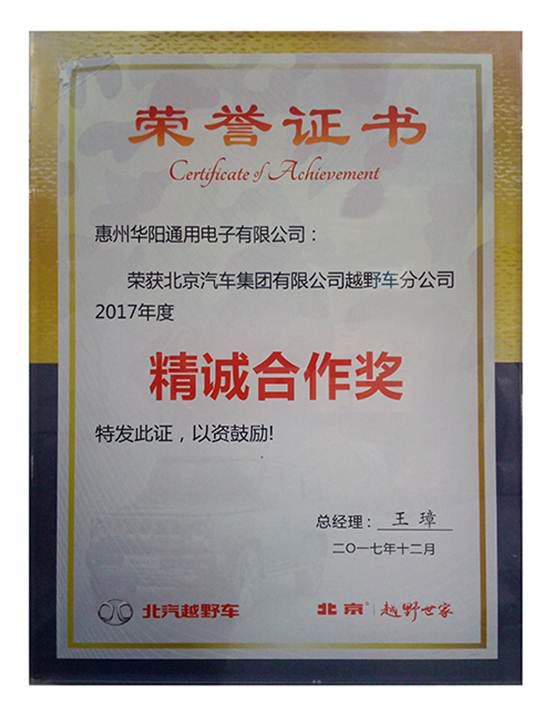 荣誉证书
Certificate of Achievement
惠州华阳通用电子有限公司：
荣获北京汽车集团有限公司越野车分公司
2017年度
精诚合作奖
特发此证，以资鼓励!
总经理：王璋
二〇一七年十二月
北汽越野车
北京®|越野世家